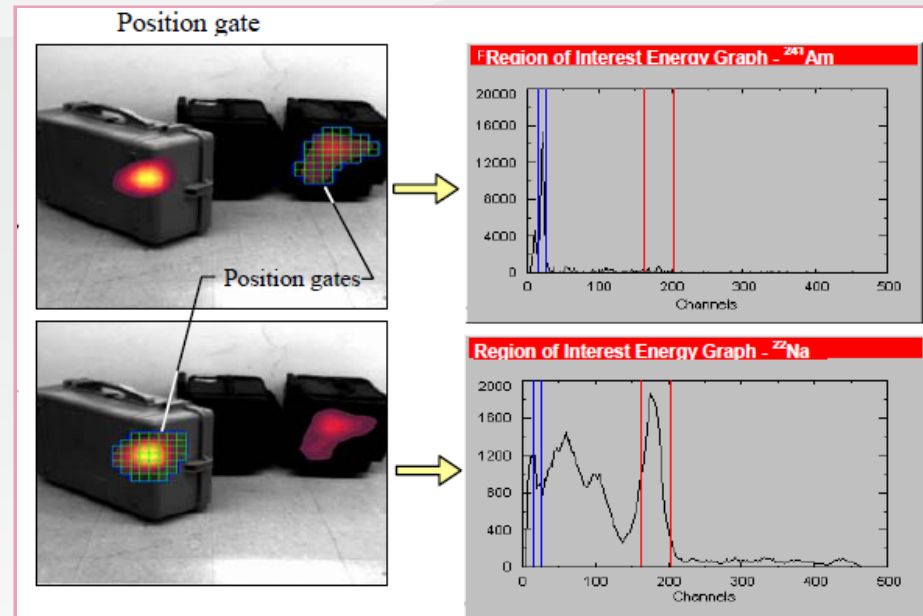 Position gate
FRegion of Interest Energy Graph - ²⁴¹Am
20000
16000
12000
8000
4000
0
0 100 200 300 400 500
Channels
Position gates
Region of Interest Energy Graph - ²²Na
2000
1600
1200
800
400
0
0 100 200 300 400 500
Channels